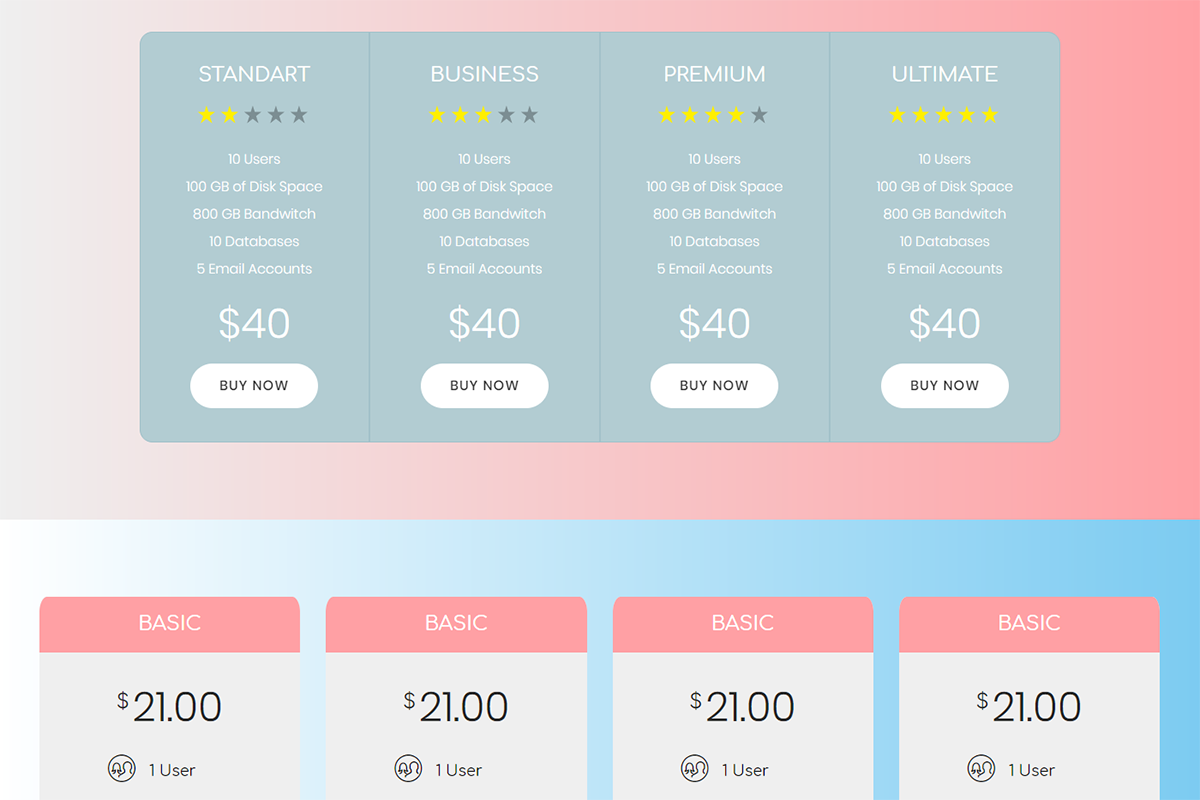 STANDART
10 Users
100 GB of Disk Space
800 GB Bandwitch
10 Databases
5 Email Accounts
$40
BUY NOW
BUSINESS
10 Users
100 GB of Disk Space
800 GB Bandwitch
10 Databases
5 Email Accounts
$40
BUY NOW
PREMIUM
10 Users
100 GB of Disk Space
800 GB Bandwitch
10 Databases
5 Email Accounts
$40
BUY NOW
ULTIMATE
10 Users
100 GB of Disk Space
800 GB Bandwitch
10 Databases
5 Email Accounts
$40
BUY NOW
BASIC
$21.00
1 User
BASIC
$21.00
1 User
BASIC
$21.00
1 User
BASIC
$21.00
1 User